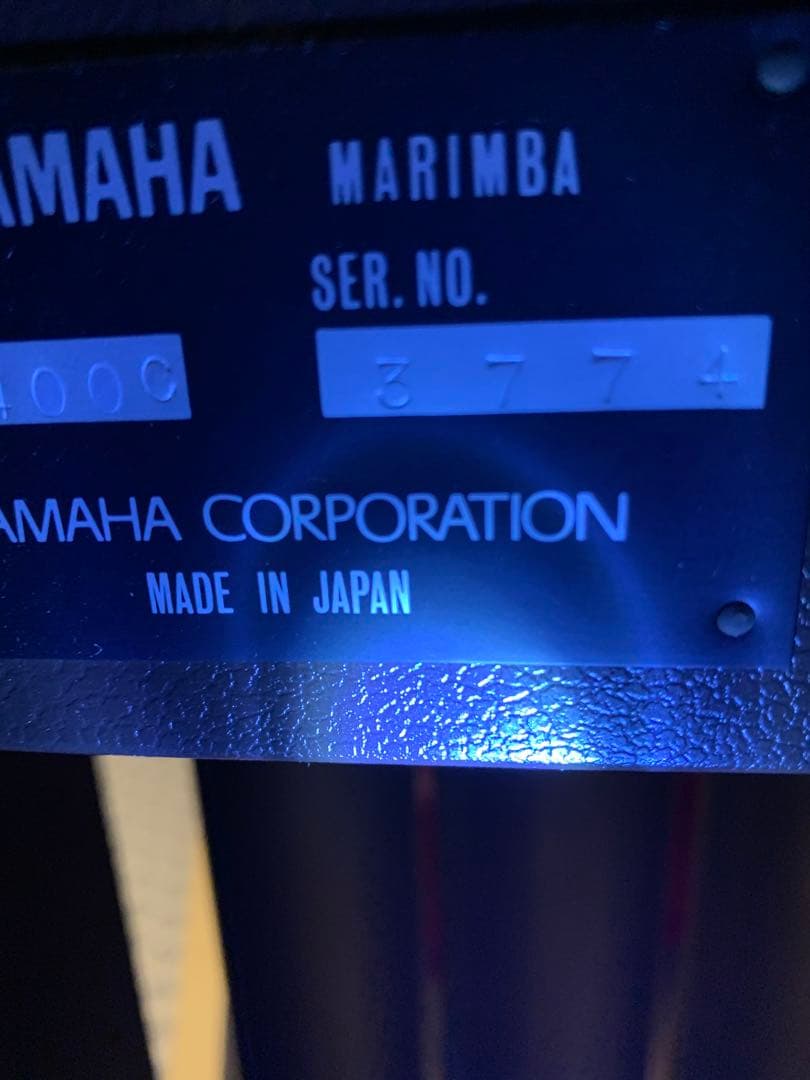 AMAHA MARIMBA
SER. NO.
400C 3774
AMAHA CORPORATION
MADE IN JAPAN